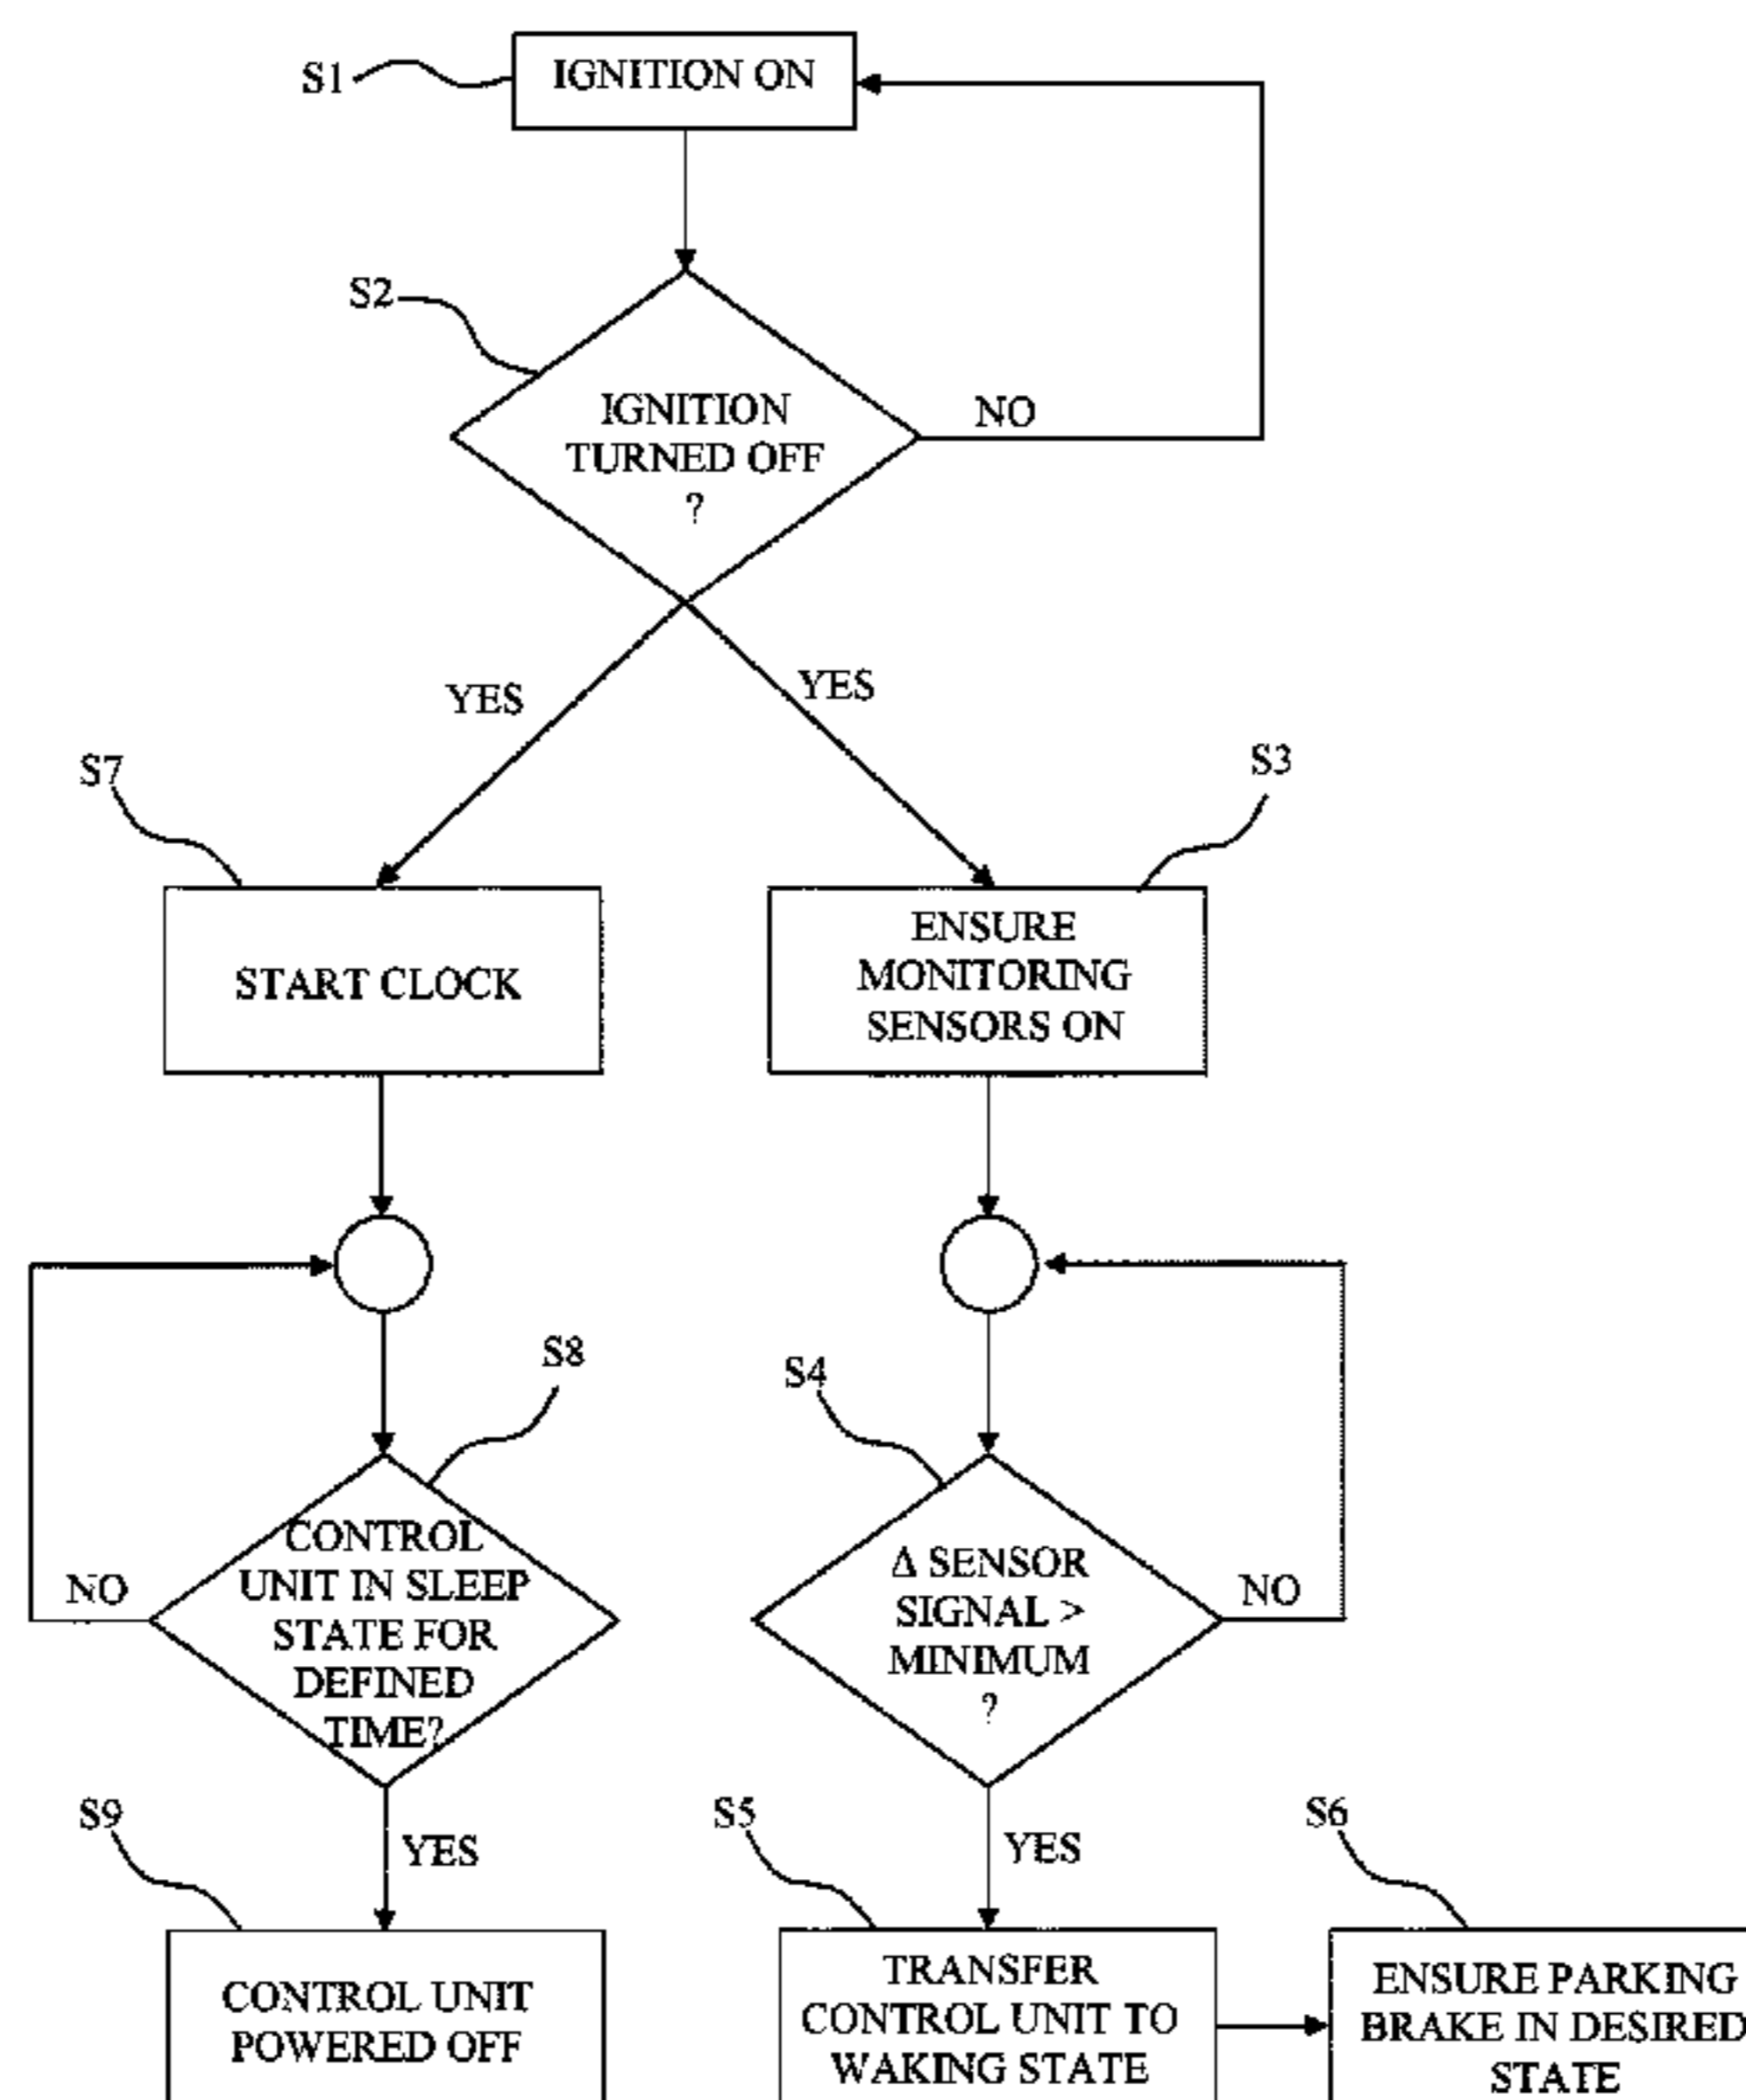 S1
IGNITION ON
S2
IGNITION
TURNED OFF
?
NO
YES
YES
S7
S3
START CLOCK
ENSURE
MONITORING
SENSORS ON
S8
S4
CONTROL
UNIT IN SLEEP
STATE FOR
DEFINED
TIME?
NO
Δ SENSOR
SIGNAL >
MINIMUM
?
NO
S9
YES
S5
YES
S6
CONTROL UNIT
POWERED OFF
TRANSFER
CONTROL UNIT TO
WAKING STATE
ENSURE PARKING
BRAKE IN DESIRED
STATE